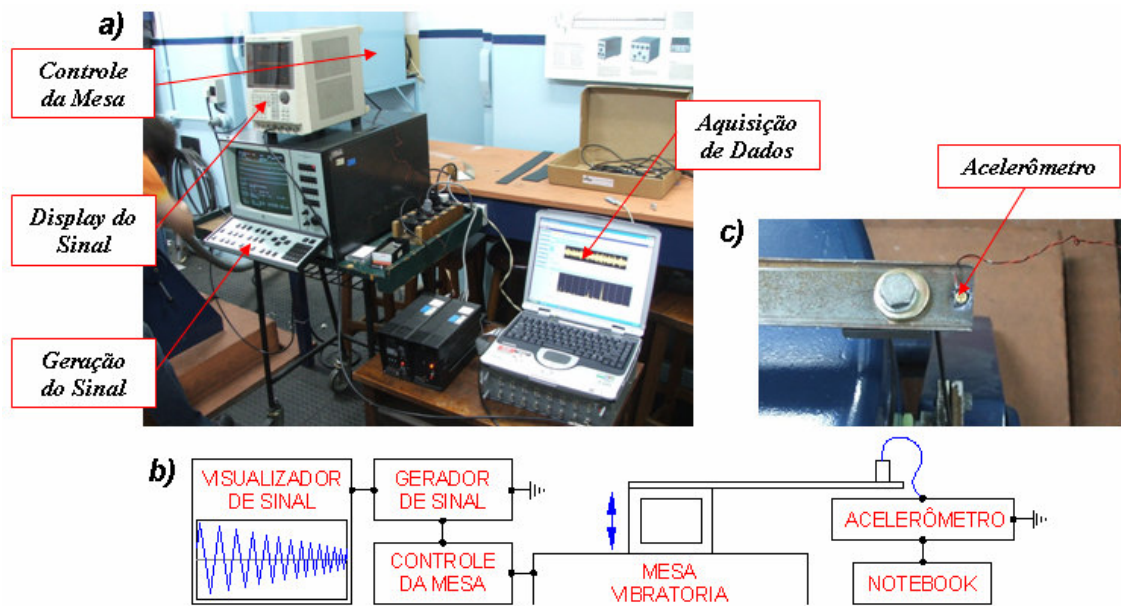 a)
Controle
da Mesa
Display do
Sinal
Geração
do Sinal
Aquisição
de Dados
Acelerômetro
c)
b)
VISUALIZADOR
DE SINAL
GERADOR
DE SINAL
CONTROLE
DA MESA
MESA
VIBRATORIA
ACELERÔMETRO
NOTEBOOK